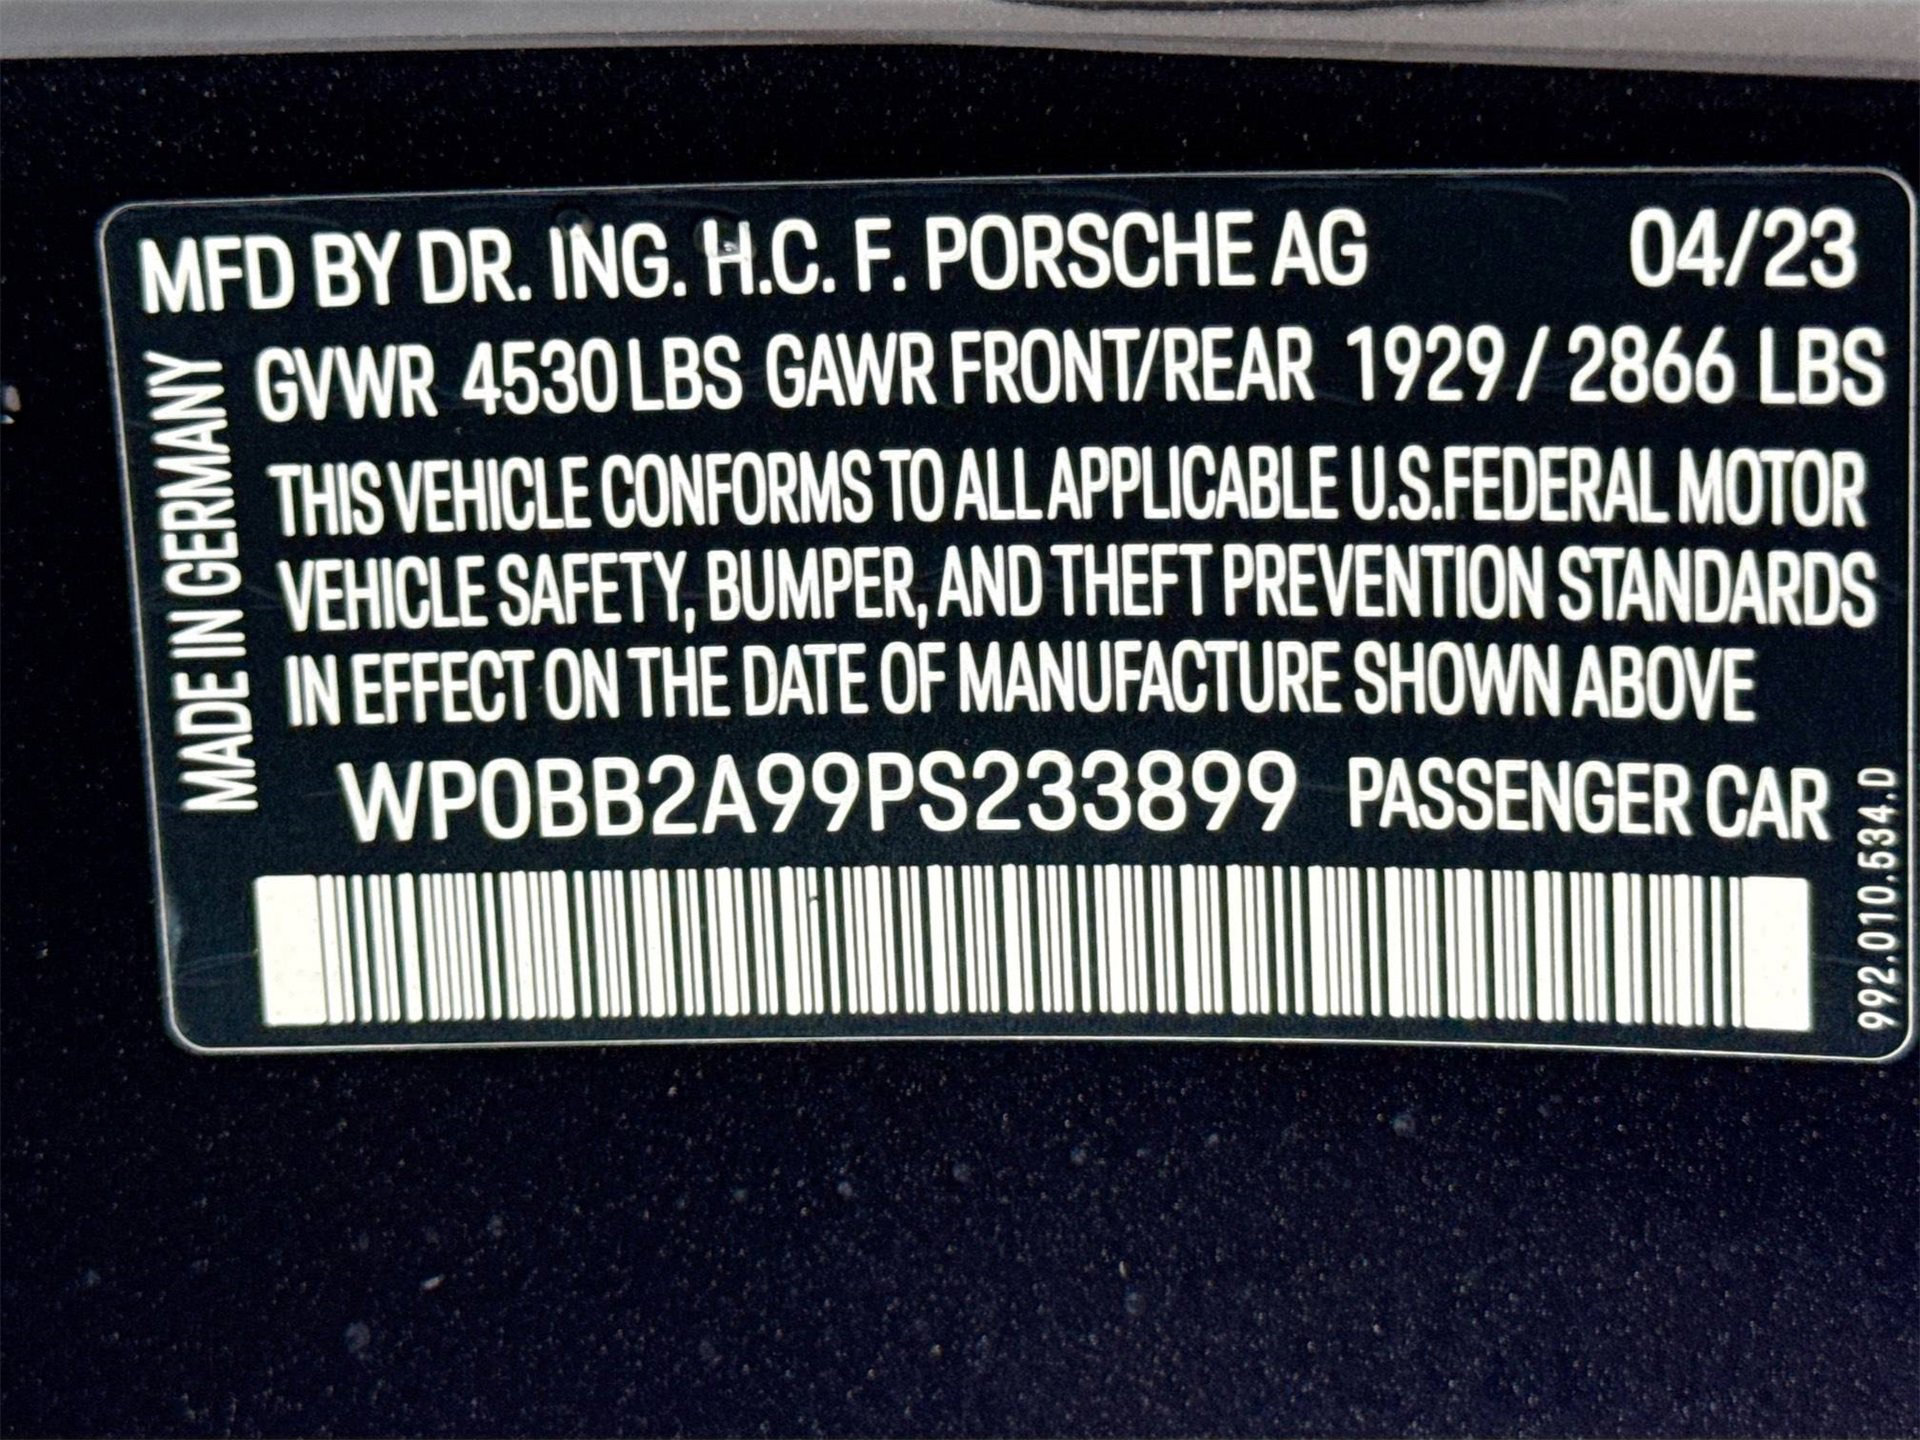 MFD BY DR. ING. H.C. F. PORSCHE AG 04/23
GVWR 4530 LBS GAWR FRONT/REAR 1929 / 2866 LBS
THIS VEHICLE CONFORMS TO ALL APPLICABLE U.S.FEDERAL MOTOR
VEHICLE SAFETY, BUMPER, AND THEFT PREVENTION STANDARDS
IN EFFECT ON THE DATE OF MANUFACTURE SHOWN ABOVE
WP0BB2A99PS233899 PASSENGER CAR
MADE IN GERMANY
992.010.534.D